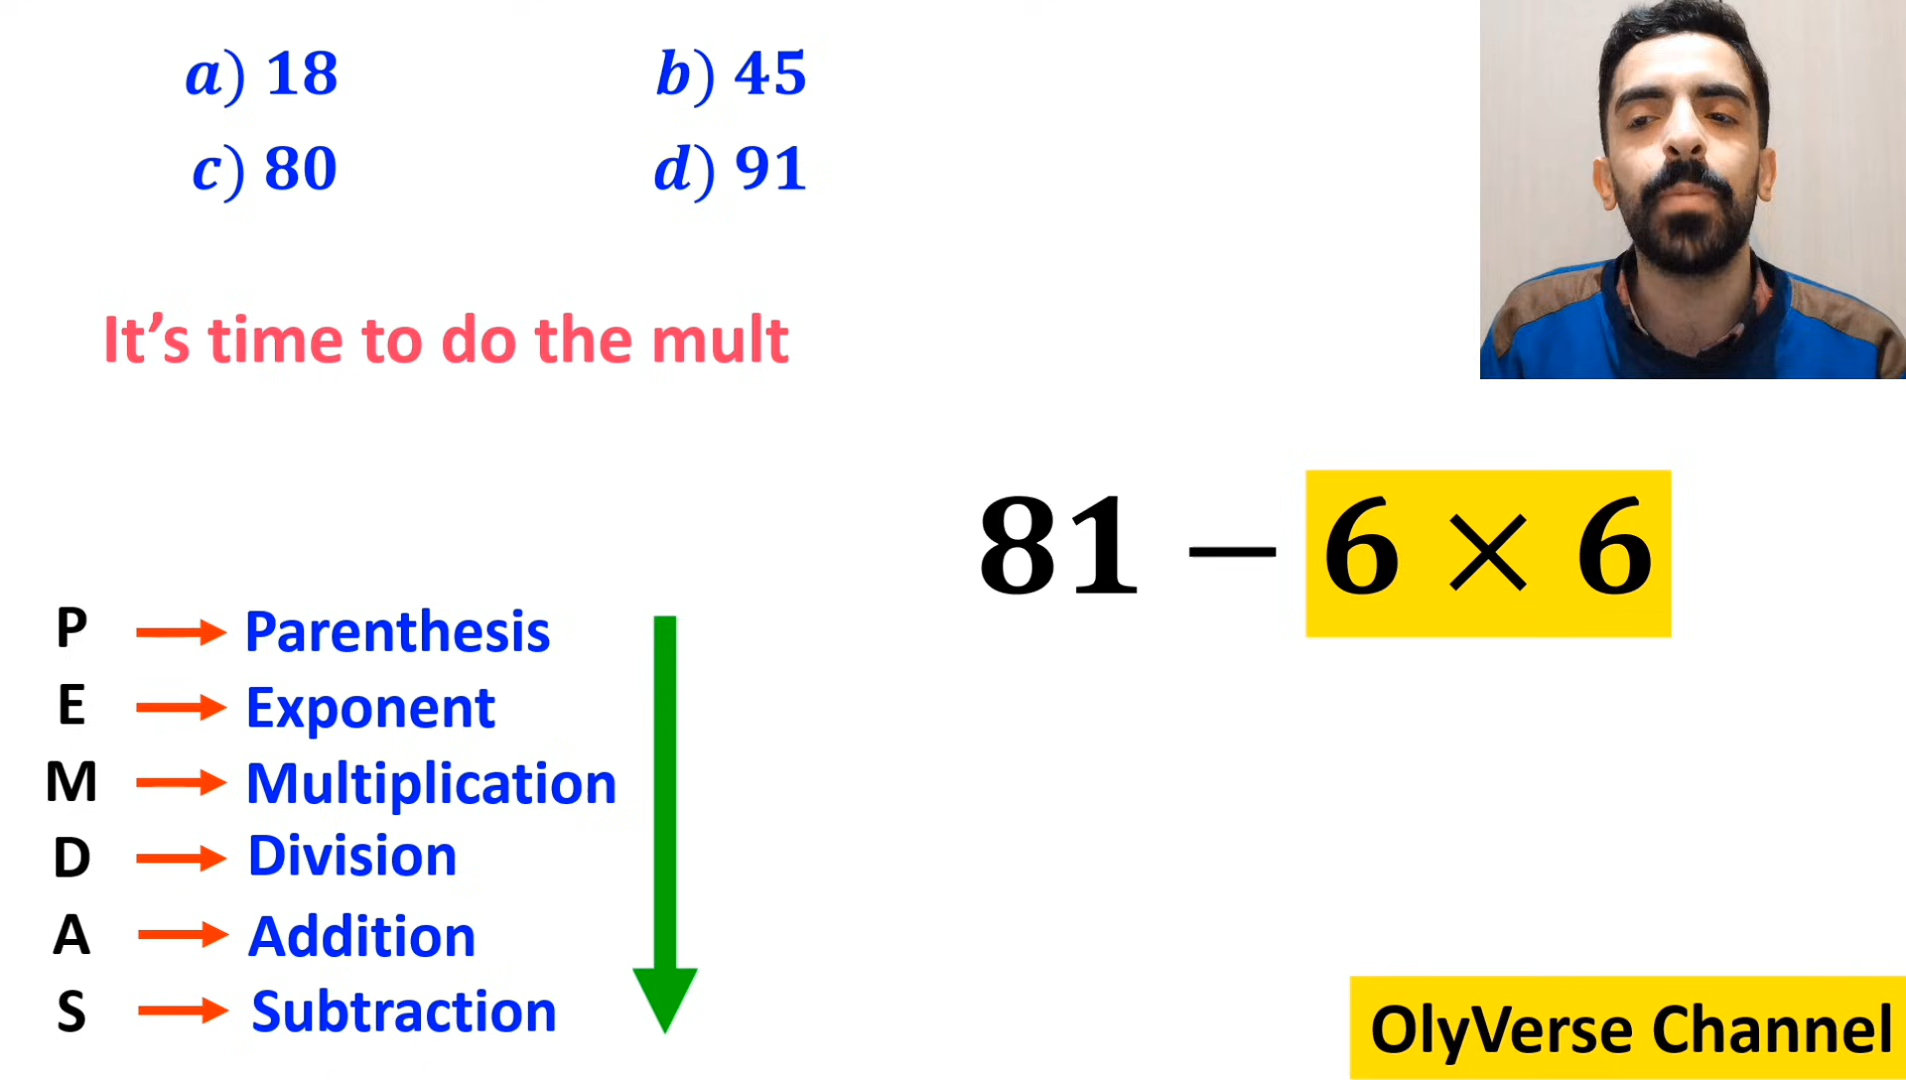 a) 18 b) 45
c) 80 d) 91
It's time to do the mult
81 − 6 × 6
P → Parenthesis
E → Exponent
M → Multiplication
D → Division
A → Addition
S → Subtraction
OlyVerse Channel